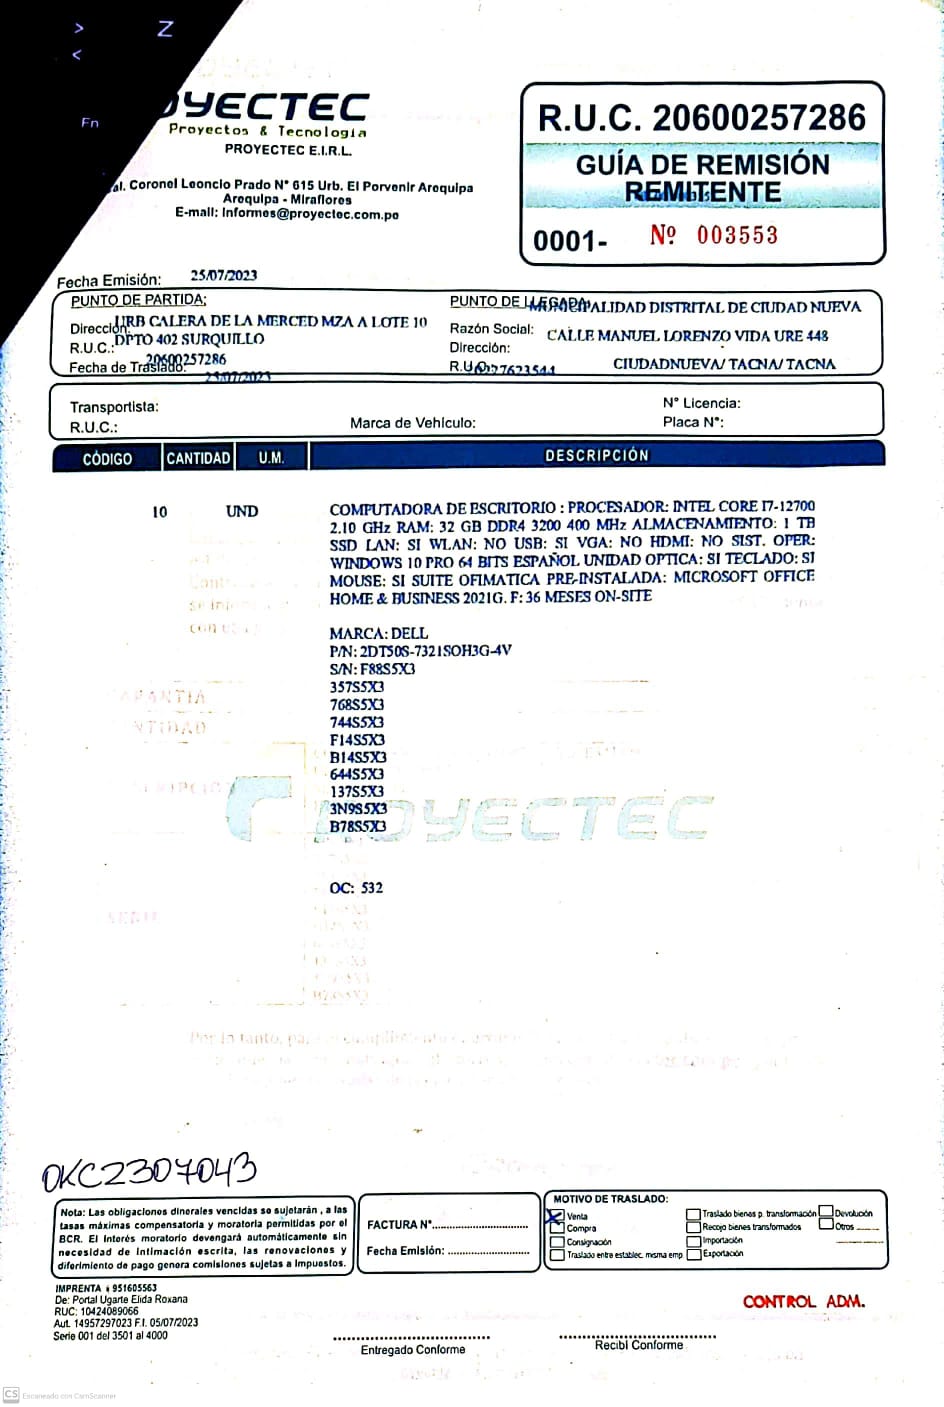 > Z
<
Fn
OYECTEC
Proyectos & Tecnología
PROYECTEC E.I.R.L.
al. Coronel Leoncio Prado N° 615 Urb. El Porvenir Arequipa
Arequipa - Miraflores
E-mail: Informes@proyectec.com.pe
R.U.C. 20600257286
GUÍA DE REMISIÓN
REMITENTE
0001- Nº 003553
Fecha Emisión: 25/07/2023
PUNTO DE PARTIDA:
Dirección: URB CALERA DE LA MERCED MZA A LOTE 10
R.U.C.: DPTO 402 SURQUILLO
20600257286
Fecha de Traslado: 25/07/2023
PUNTO DE LLEGADA: MUNICIPALIDAD DISTRITAL DE CIUDAD NUEVA
Razón Social: CALLE MANUEL LORENZO VIDA URE 448
Dirección:
CIUDADNUEVA/ TACNA/ TACNA
R.U.C.
Transportista:
R.U.C.:
Marca de Vehículo:
N° Licencia:
Placa N°:
CÓDIGO CANTIDAD U.M. DESCRIPCIÓN
10 UND COMPUTADORA DE ESCRITORIO : PROCESADOR: INTEL CORE I7-12700
2.10 GHz RAM: 32 GB DDR4 3200 400 MHz ALMACENAMIENTO: 1 TB
SSD LAN: SI WLAN: NO USB: SI VGA: NO HDMI: NO SIST. OPER:
WINDOWS 10 PRO 64 BITS ESPAÑOL UNIDAD OPTICA: SI TECLADO: SI
MOUSE: SI SUITE OFIMATICA PRE-INSTALADA: MICROSOFT OFFICE
HOME & BUSINESS 2021G. F: 36 MESES ON-SITE
MARCA: DELL
P/N: 2DT50S-7321SOH3G-4V
S/N: F88S5X3
357S5X3
768S5X3
744S5X3
F14S5X3
B14S5X3
644S5X3
137S5X3
3N9S5X3
B78S5X3
PROYECTEC
OC: 532
OKC2307043
Nota: Las obligaciones dinerales vencidas se sujetarán , a las
tasas máximas compensatoria y moratoria permitidas por el
BCR. El Interés moratorio devengará automáticamente sin
necesidad de intimación escrita, las renovaciones y
diferimiento de pago genera comisiones sujetas a Impuestos.
FACTURA N°..............................
Fecha Emisión: ..........................
MOTIVO DE TRASLADO:
Venta
Compra
Consignación
Traslado entre establec. misma emp
Traslado bienes p. transformación
Recojo bienes transformados
Importación
Exportación
Devolución
Otros
IMPRENTA * 951605563
De: Portal Ugarte Elida Roxana
RUC: 10424089066
Aut. 14957297023 F.I. 05/07/2023
Serie 001 del 3501 al 4000
CONTROL ADM.
Entregado Conforme
Recibí Conforme
CS Escaneado con CamScanner